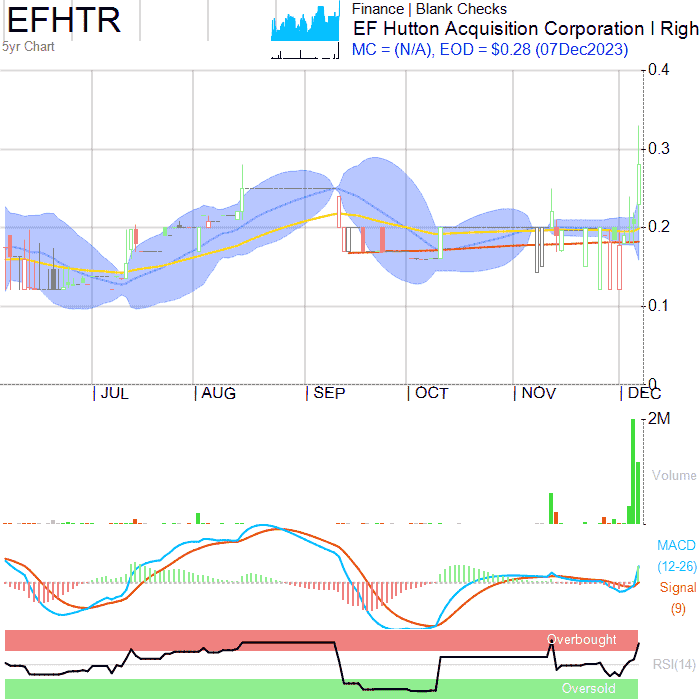 EFHTR
5yr Chart
Finance | Blank Checks
EF Hutton Acquisition Corporation I Righ
MC = (N/A), EOD = $0.28 (07Dec2023)
0.4
0.3
0.2
0.1
0
JUL AUG SEP OCT NOV DEC
2M
Volume
MACD
(12-26)
Signal
(9)
Overbought
RSI(14)
Oversold